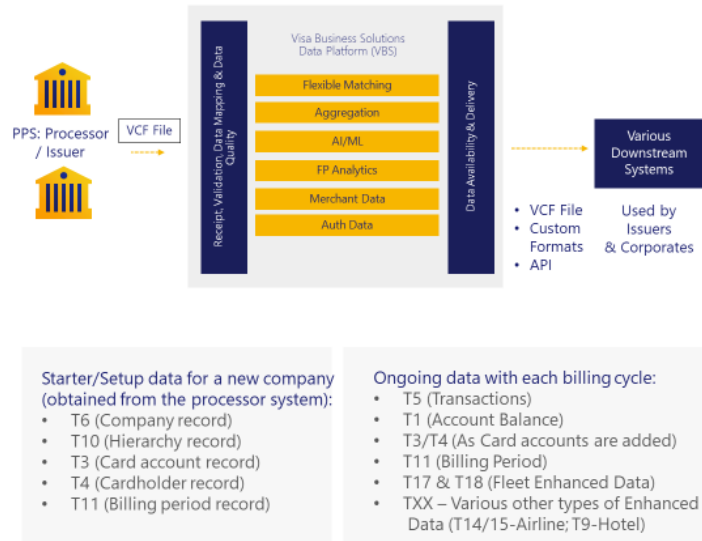 PPS: Processor
/ Issuer
VCF File
Receipt, Validation, Data Mapping & Data
Quality
Visa Business Solutions
Data Platform (VBS)
Flexible Matching
Aggregation
AI/ML
FP Analytics
Merchant Data
Auth Data
Data Availability & Delivery
• VCF File
• Custom
Formats
• API
Various
Downstream
Systems
Used by
Issuers
& Corporates
Starter/Setup data for a new company
(obtained from the processor system):
• T6 (Company record)
• T10 (Hierarchy record)
• T3 (Card account record)
• T4 (Cardholder record)
• T11 (Billing period record)
Ongoing data with each billing cycle:
• T5 (Transactions)
• T1 (Account Balance)
• T3/T4 (As Card accounts are added)
• T11 (Billing Period)
• T17 & T18 (Fleet Enhanced Data)
• TXX – Various other types of Enhanced
Data (T14/15-Airline; T9-Hotel)